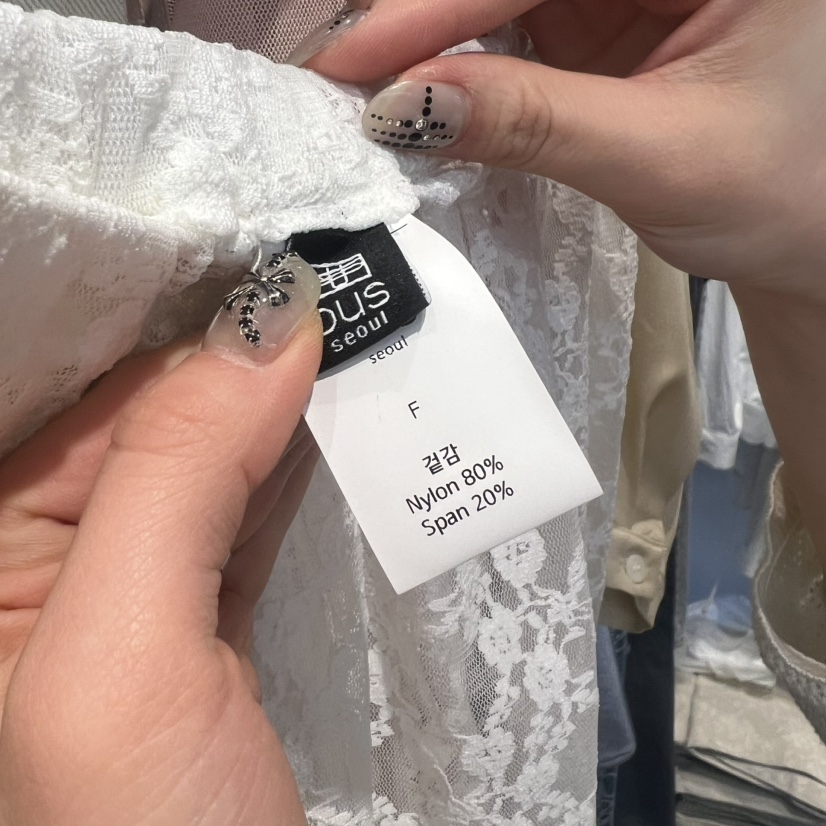 seoul
seoul
F
겉감
Nylon 80%
Span 20%